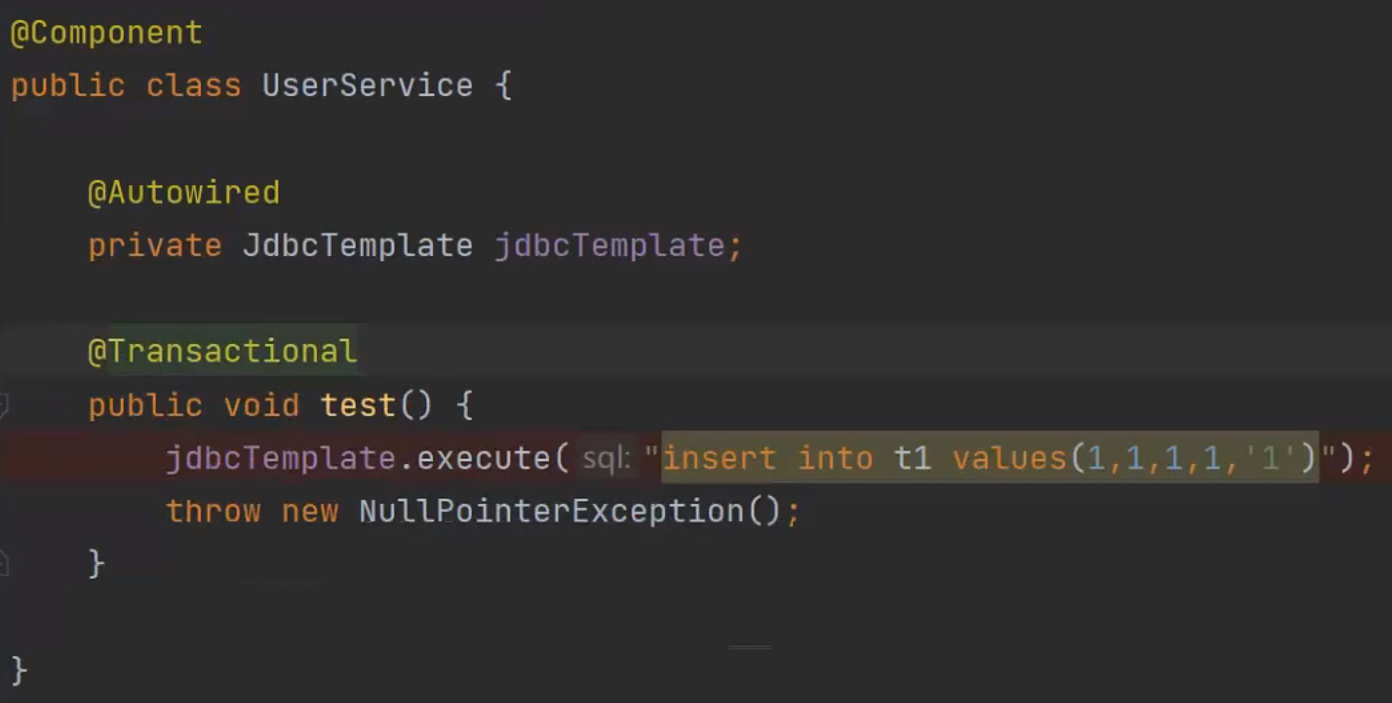 @Component
public class UserService {
@Autowired
private JdbcTemplate jdbcTemplate;
@Transactional
public void test() {
jdbcTemplate.execute( sql: "insert into t1 values(1,1,1,1,'1')");
throw new NullPointerException();
}
}